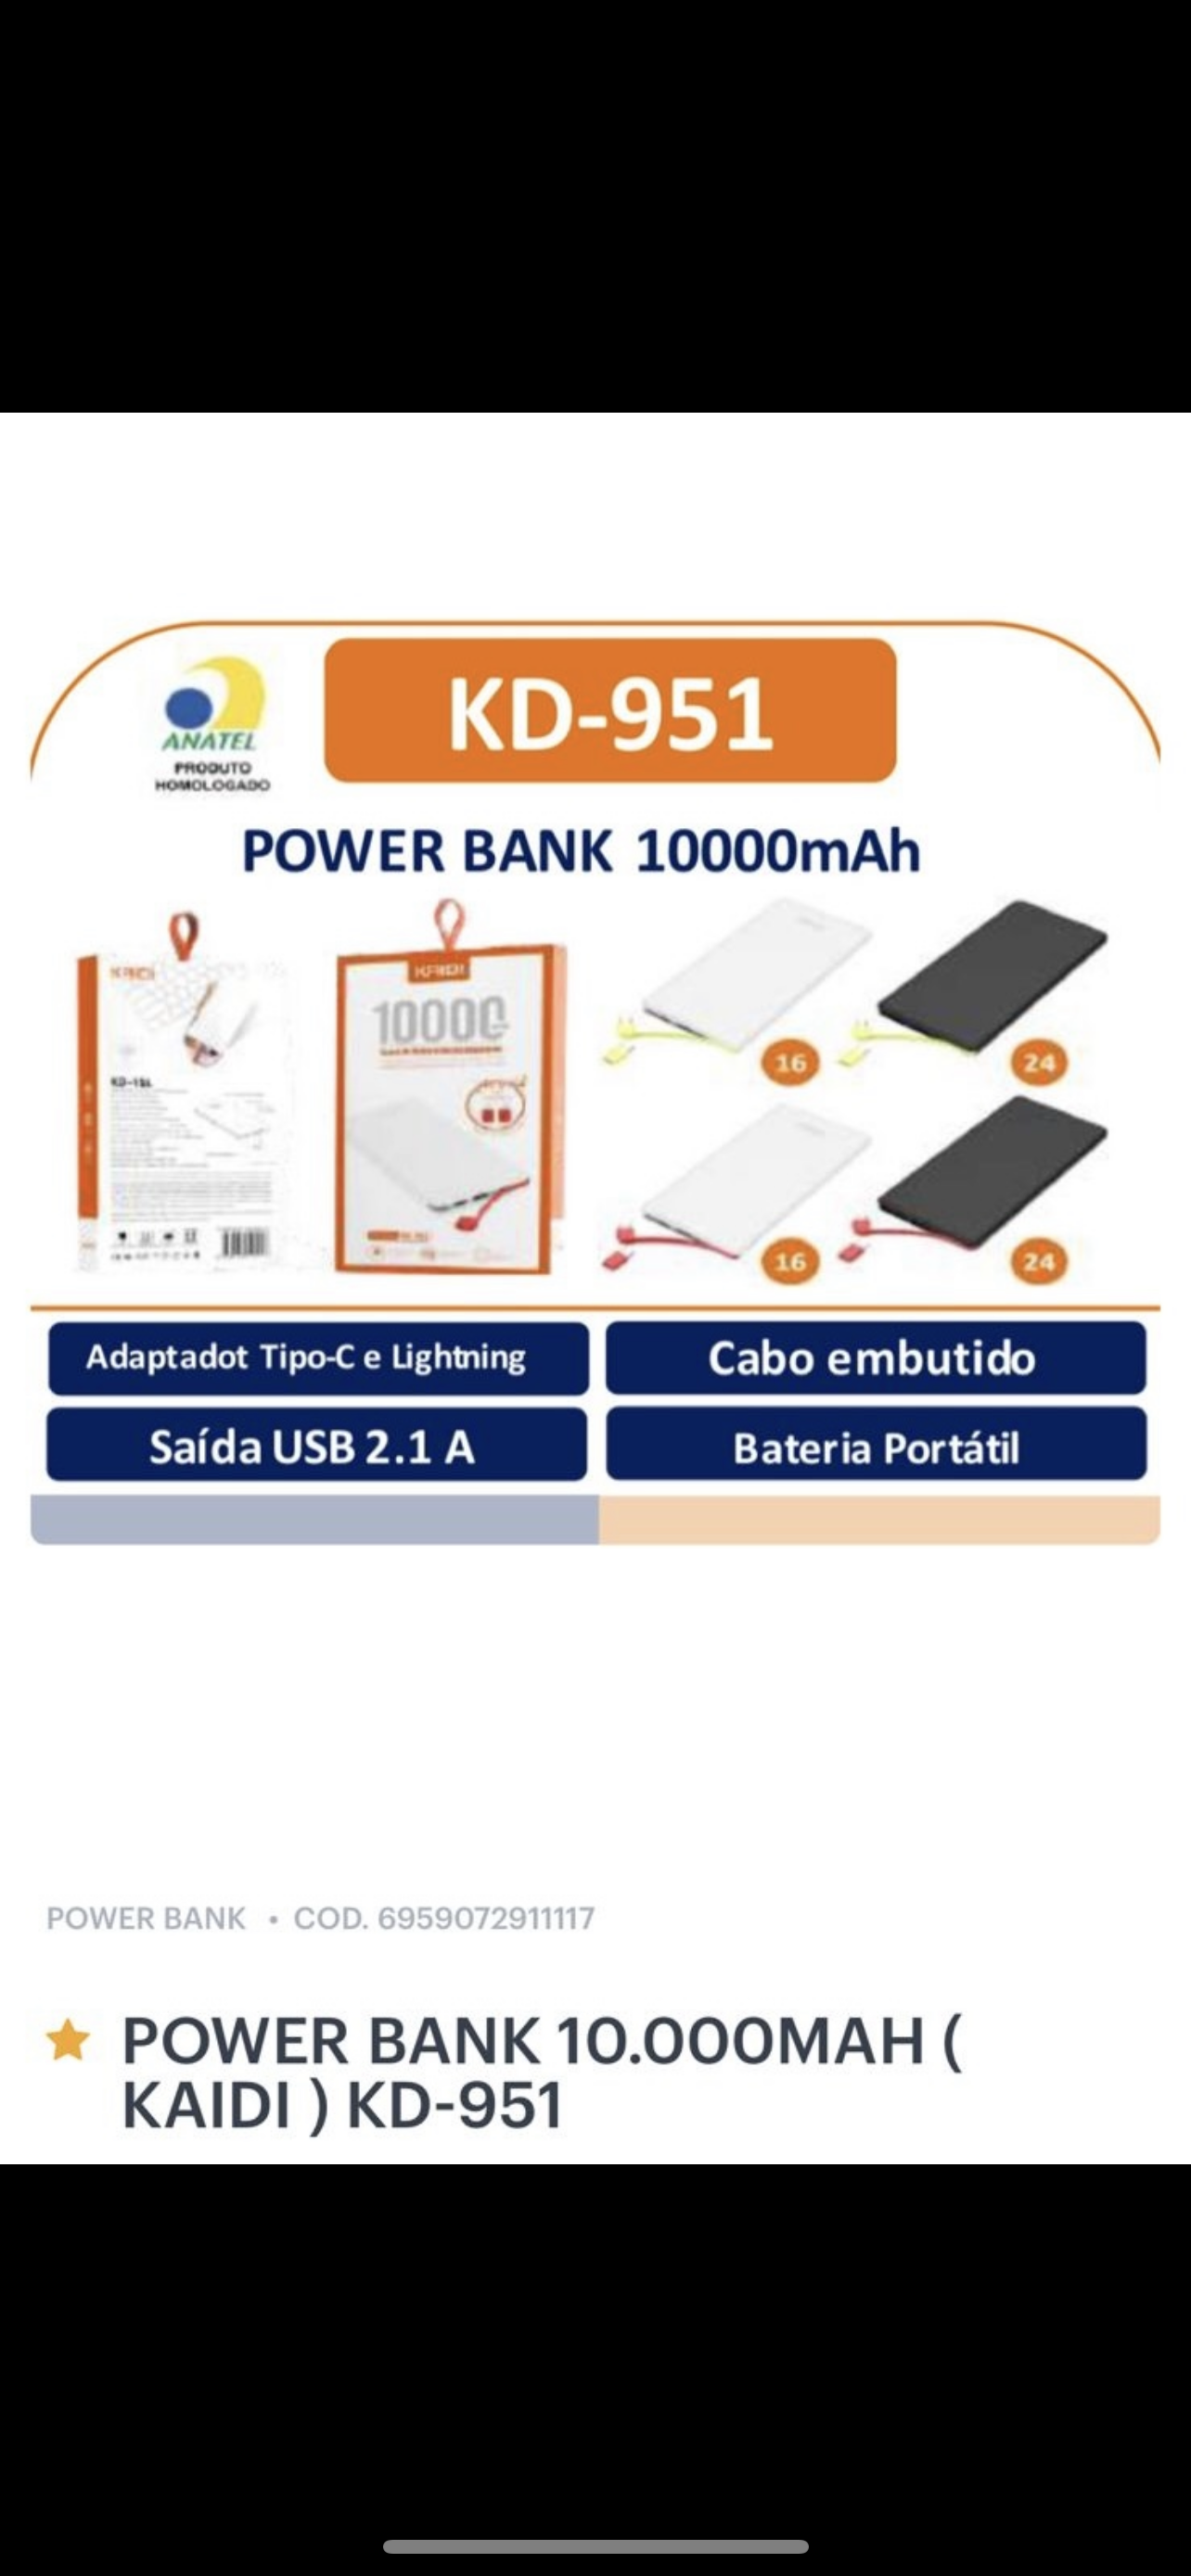 ANATEL
PRODUTO
HOMOLOGADO
KD-951
POWER BANK 10000mAh
KAIDI
KAIDI
10000
16
24
16
24
Adaptadot Tipo-C e Lightning
Cabo embutido
Saída USB 2.1 A
Bateria Portátil
POWER BANK • COD. 6959072911117
POWER BANK 10.000MAH (
KAIDI ) KD-951